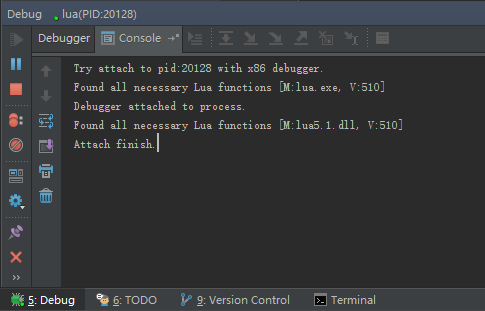 Debug lua(PID:20128)
Debugger Console
Try attach to pid:20128 with x86 debugger.
Found all necessary Lua functions [M:lua.exe, V:510]
Debugger attached to process.
Found all necessary Lua functions [M:lua5.1.dll, V:510]
Attach finish.
5: Debug 6: TODO 9: Version Control Terminal